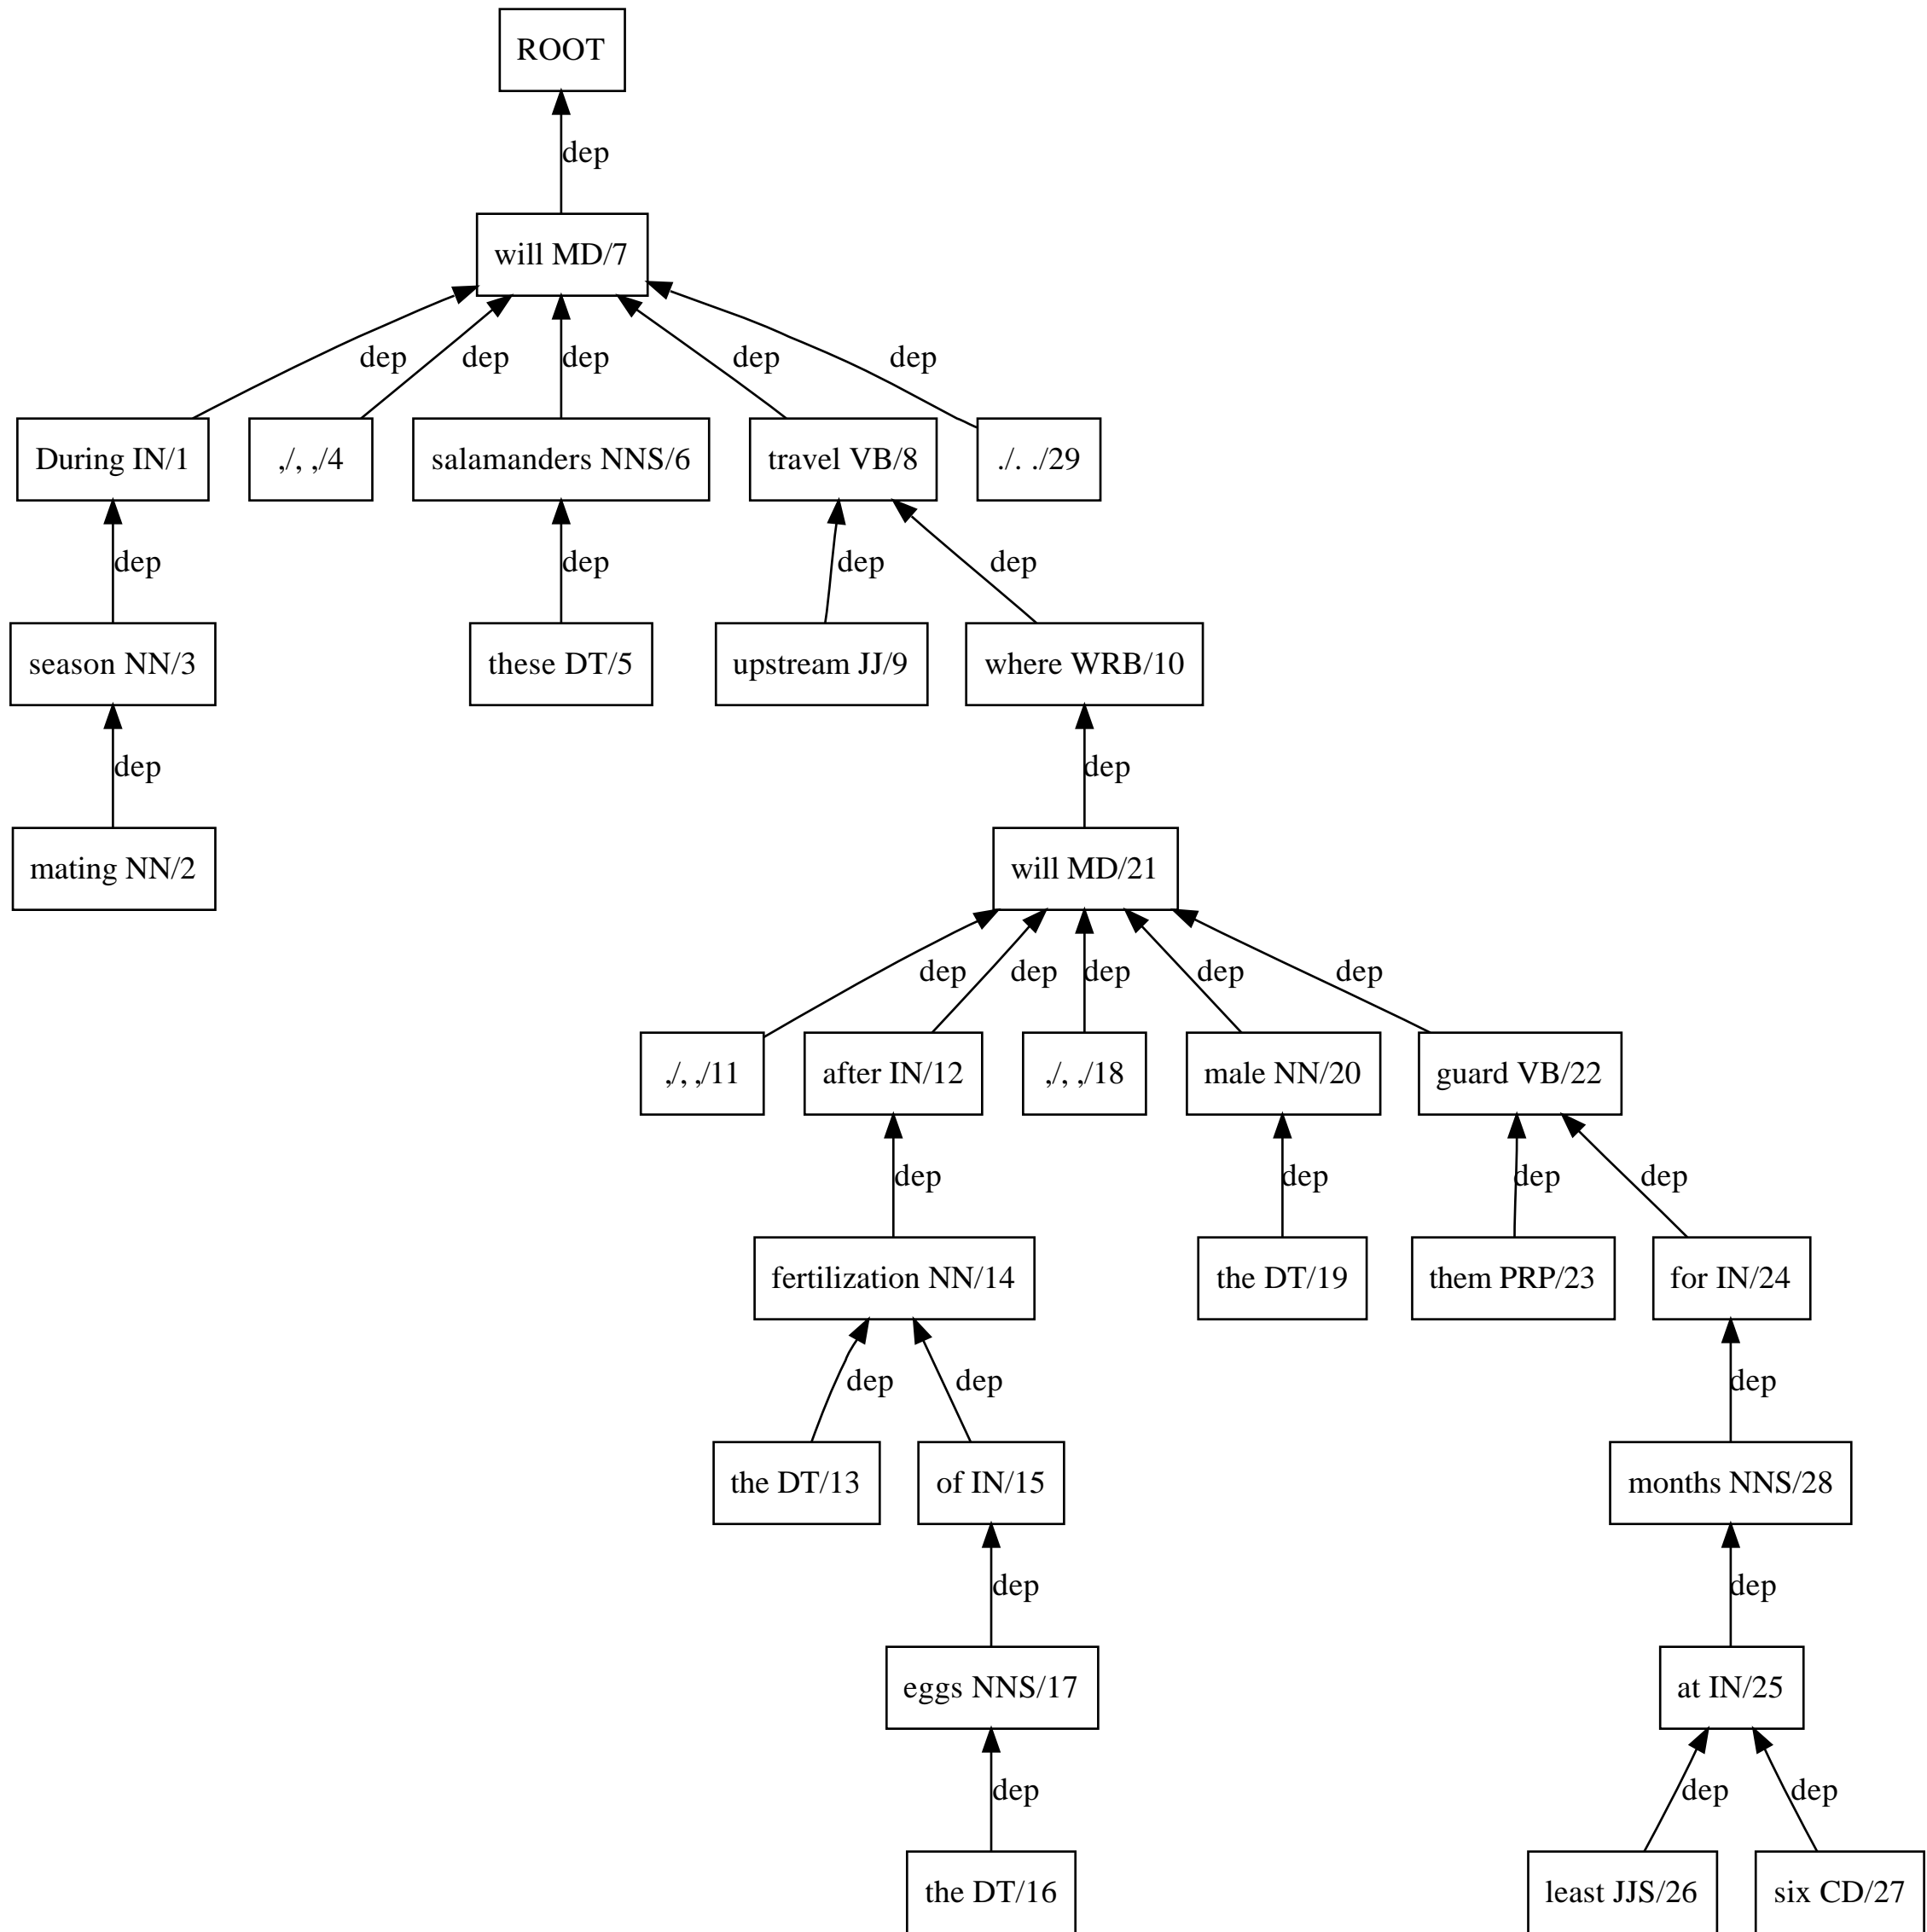 ROOT
dep
will MD/7
dep dep dep dep dep
During IN/1 ,/, ,/4 salamanders NNS/6 travel VB/8 ./. ./29
dep dep dep dep
season NN/3 these DT/5 upstream JJ/9 where WRB/10
dep dep
mating NN/2 will MD/21
dep dep dep dep dep
,/, ,/11 after IN/12 ,/, ,/18 male NN/20 guard VB/22
dep dep dep dep
fertilization NN/14 the DT/19 them PRP/23 for IN/24
dep dep dep
the DT/13 of IN/15 months NNS/28
dep dep
eggs NNS/17 at IN/25
dep dep dep
the DT/16 least JJS/26 six CD/27